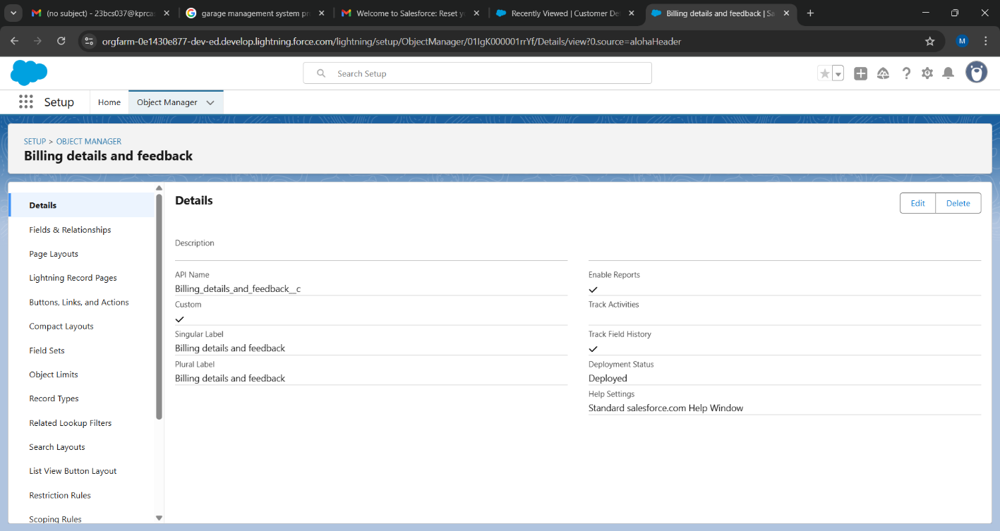 (no subject) - 23bcs037@kprcas
garage management system pro
Welcome to Salesforce: Reset yo
Recently Viewed | Customer De
Billing details and feedback | Sa
orgfarm-0e1430e877-dev-ed.develop.lightning.force.com/lightning/setup/ObjectManager/01IgK000001rrYf/Details/view?0.source=alohaHeader
M
Search Setup
Setup
Home
Object Manager
SETUP > OBJECT MANAGER
Billing details and feedback
Details
Fields & Relationships
Page Layouts
Lightning Record Pages
Buttons, Links, and Actions
Compact Layouts
Field Sets
Object Limits
Record Types
Related Lookup Filters
Search Layouts
List View Button Layout
Restriction Rules
Scoping Rules
Details
Edit
Delete
Description
API Name
Billing_details_and_feedback__c
Custom
Singular Label
Billing details and feedback
Plural Label
Billing details and feedback
Enable Reports
Track Activities
Track Field History
Deployment Status
Deployed
Help Settings
Standard salesforce.com Help Window